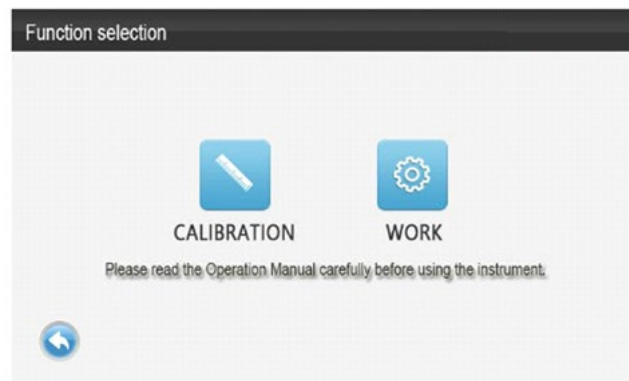 Function selection
CALIBRATION WORK
Please read the Operation Manual carefully before using the instrument.